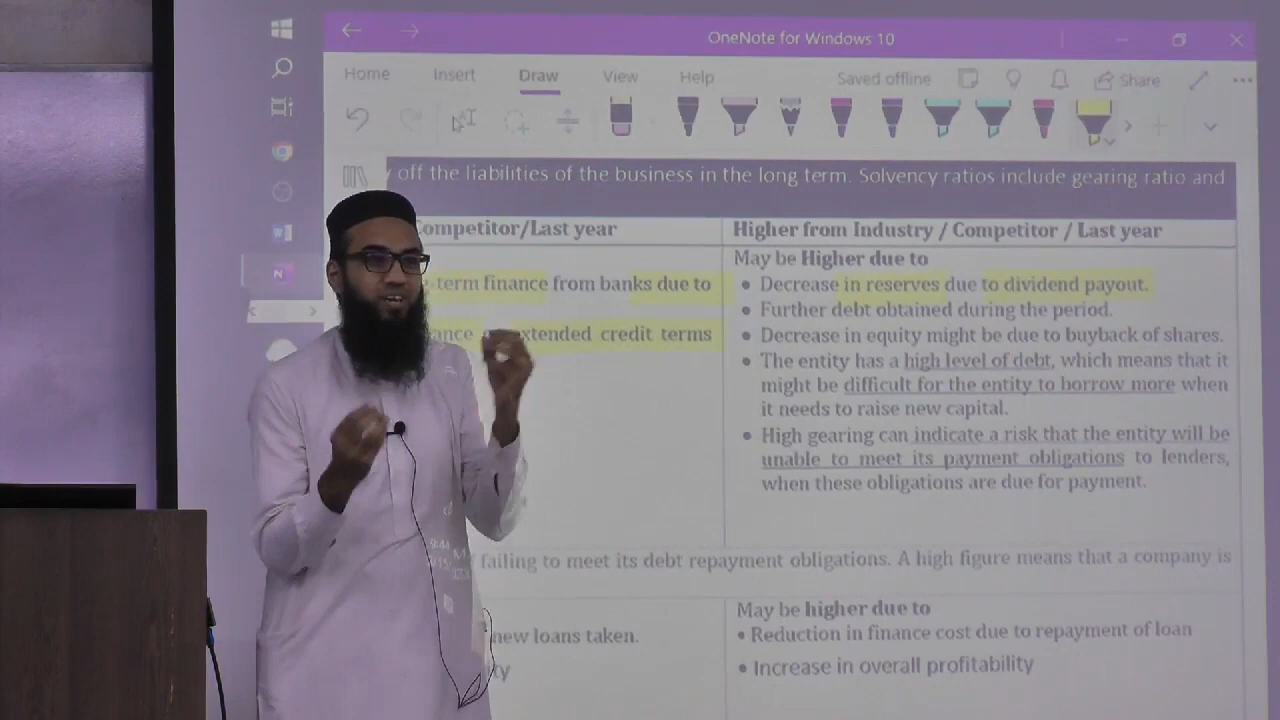 OneNote for Windows 10
Home Insert Draw View Help Saved offline Share
off the liabilities of the business in the long term. Solvency ratios include gearing ratio and
Competitor/Last year
Higher from Industry / Competitor / Last year
term finance from banks due to
extended credit terms
May be Higher due to
• Decrease in reserves due to dividend payout.
• Further debt obtained during the period.
• Decrease in equity might be due to buyback of shares.
• The entity has a high level of debt, which means that it
might be difficult for the entity to borrow more when
it needs to raise new capital.
• High gearing can indicate a risk that the entity will be
unable to meet its payment obligations to lenders,
when these obligations are due for payment.
failing to meet its debt repayment obligations. A high figure means that a company is
new loans taken.
May be higher due to
• Reduction in finance cost due to repayment of loan
• Increase in overall profitability